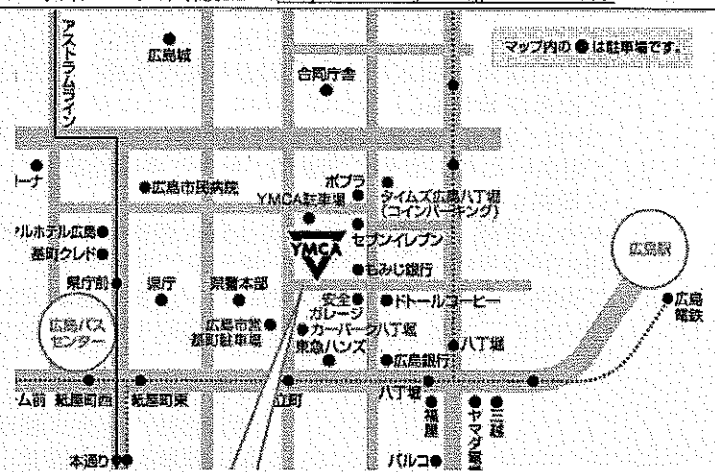 アストラムライン
広島城
合同庁舎
マップ内の●は駐車場です。
ーナ
広島市民病院
ポプラ
YMCA駐車場
タイムズ広島八丁堀
(コインパーキング)
YMCA
セブンイレブン
ルホテル広島
基町クレド
もみじ銀行
広島駅
県庁前
県庁
県警本部
安全
ガレージ
ドトールコーヒー
広島
電鉄
広島バス
センター
広島市営
基町駐車場
カーパーク八丁堀
東急ハンズ
広島銀行
八丁堀
ム前
紙屋町西
紙屋町東
立町
八丁堀
福屋
ヤマダ電
三越
本通り
パルコ